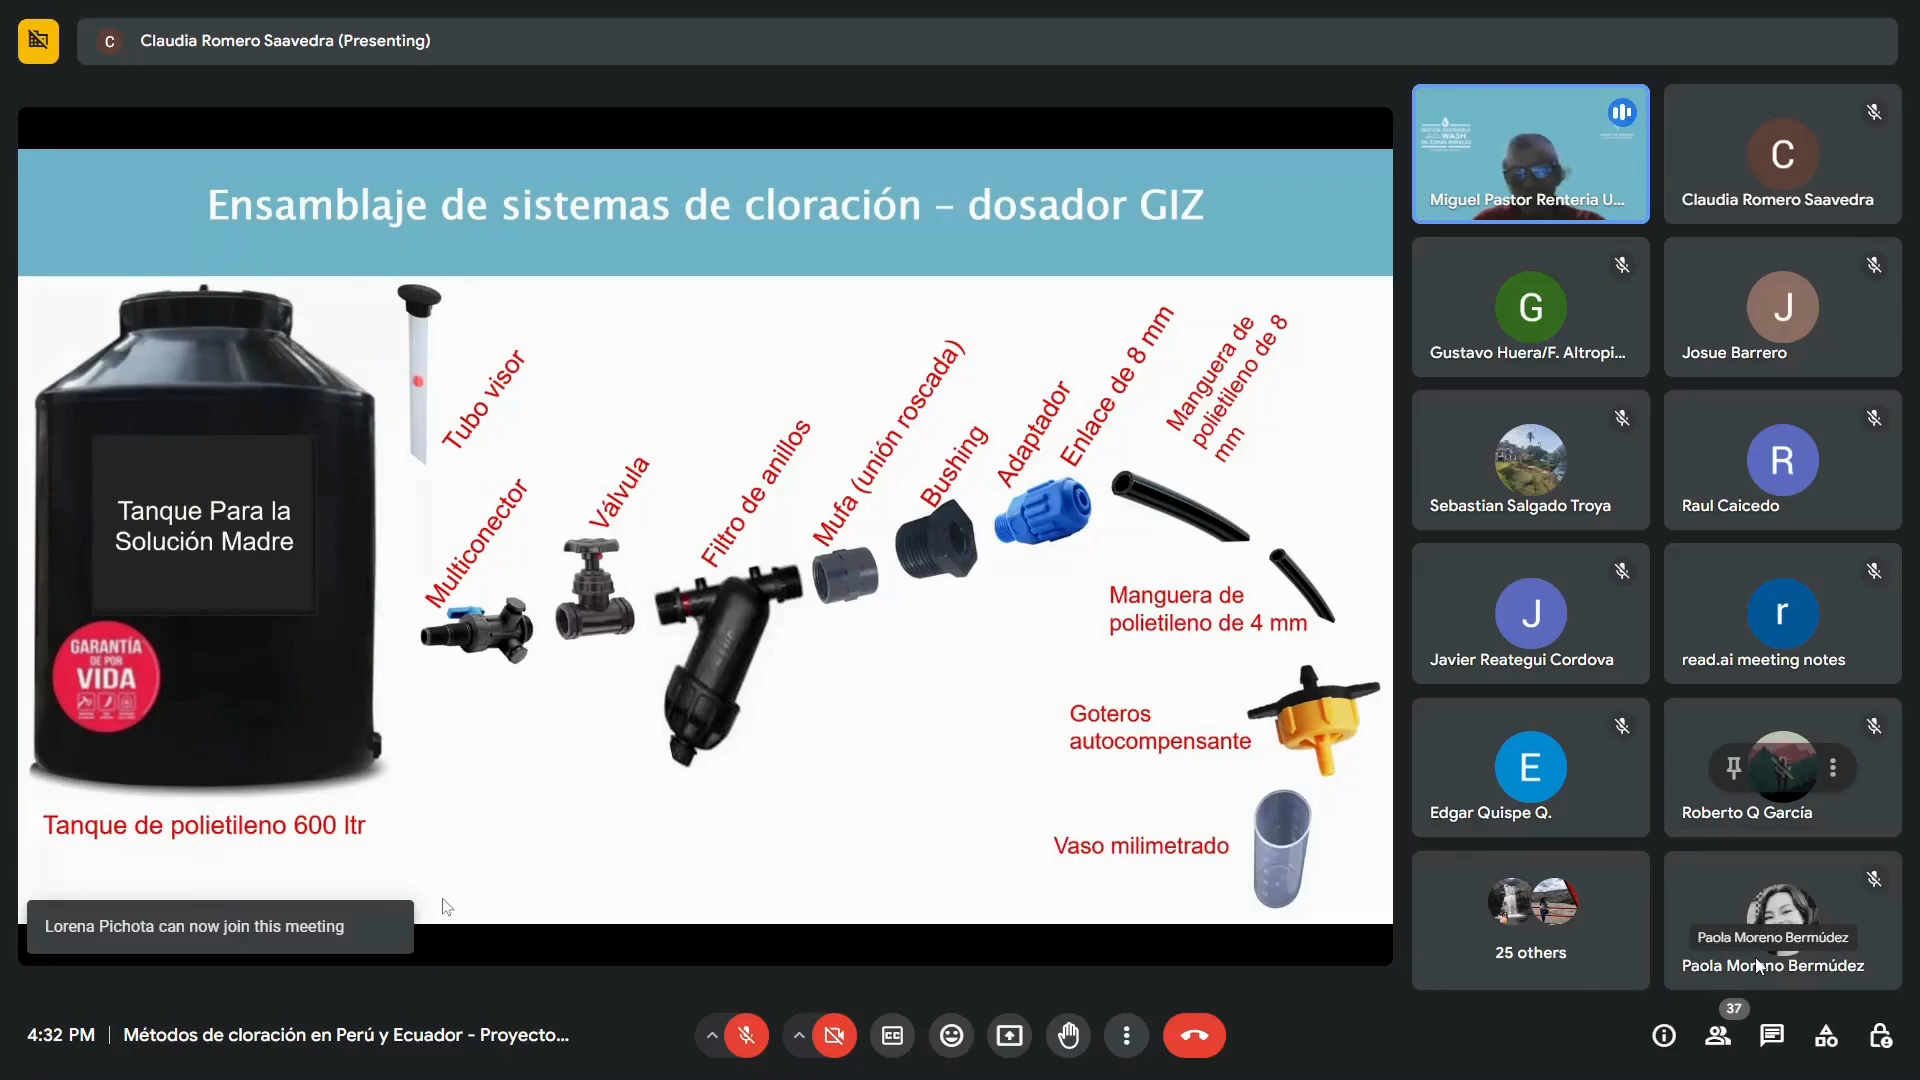 C
Claudia Romero Saavedra (Presenting)
Ensamblaje de sistemas de cloración – dosador GIZ
Tubo visor
Multiconector
Válvula
Filtro de anillos
Mufa (unión roscada)
Bushing
Adaptador
Enlace de 8 mm
Manguera de
polietileno de 8
mm
Tanque Para la
Solución Madre
GARANTÍA
DE POR
VIDA
Manguera de
polietileno de 4 mm
Goteros
autocompensante
Vaso milimetrado
Tanque de polietileno 600 ltr
Lorena Pichota can now join this meeting
WASH
EN ZONAS RURALES
Miguel Pastor Renteria U...
C
Claudia Romero Saavedra
G
Gustavo Huera/F. Altropi...
J
Josue Barrero
Sebastian Salgado Troya
R
Raul Caicedo
J
Javier Reategui Cordova
r
read.ai meeting notes
E
Edgar Quispe Q.
Roberto Q García
25 others
Paola Moreno Bermúdez
Paola Moreno Bermúdez
4:32 PM
Métodos de cloración en Perú y Ecuador - Proyecto...
37